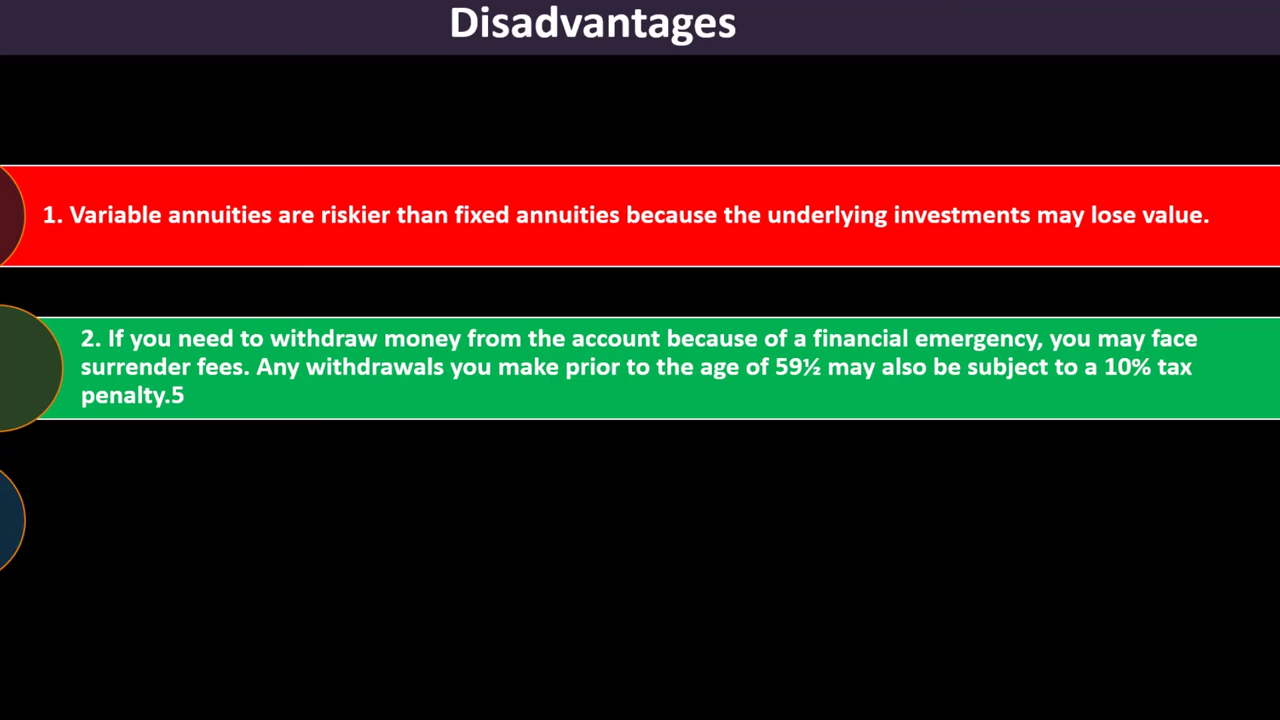 Disadvantages
1. Variable annuities are riskier than fixed annuities because the underlying investments may lose value.
2. If you need to withdraw money from the account because of a financial emergency, you may face
surrender fees. Any withdrawals you make prior to the age of 59½ may also be subject to a 10% tax
penalty.5